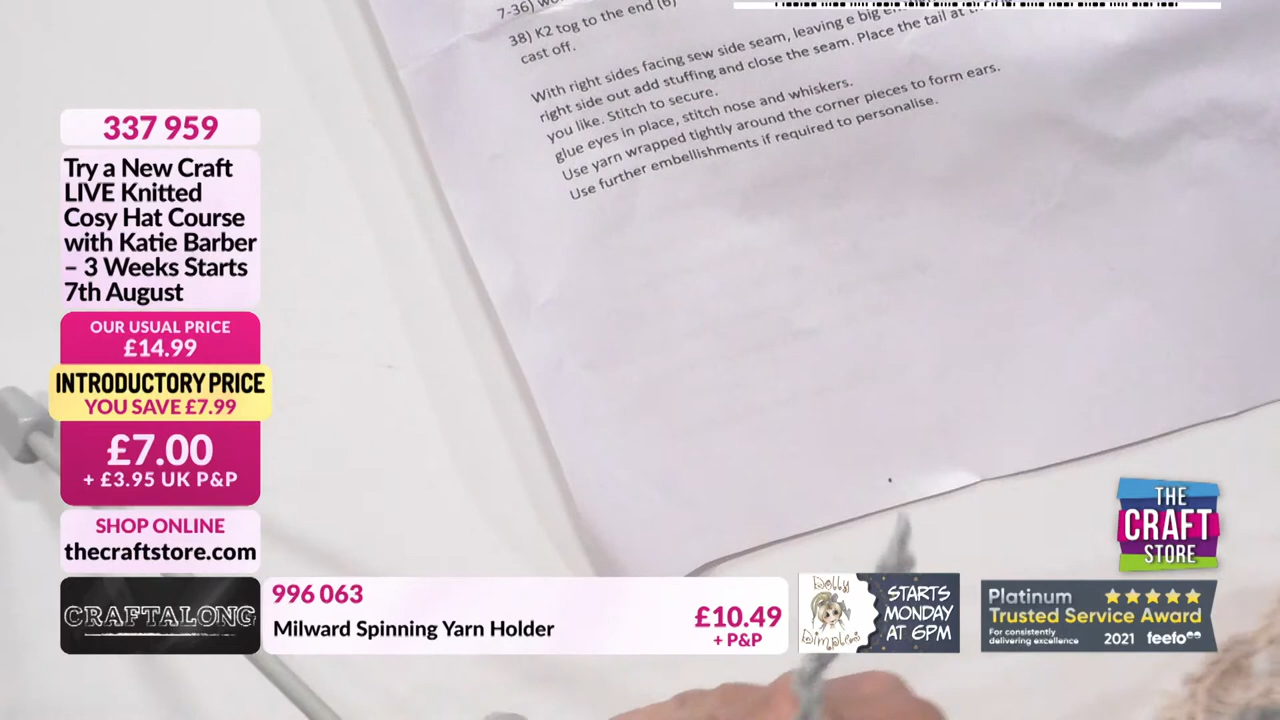 7-36)
38) K2 tog to the end (6)
cast off.
With right sides facing sew side seam, leaving e big
right side out add stuffing and close the seam. Place the tail at
you like. Stitch to secure.
glue eyes in place, stitch nose and whiskers.
Use yarn wrapped tightly around the corner pieces to form ears.
Use further embellishments if required to personalise.
337 959
Try a New Craft
LIVE Knitted
Cosy Hat Course
with Katie Barber
– 3 Weeks Starts
7th August
OUR USUAL PRICE
£14.99
INTRODUCTORY PRICE
YOU SAVE £7.99
£7.00
+ £3.95 UK P&P
SHOP ONLINE
thecraftstore.com
CRAFTALONG
996 063
Milward Spinning Yarn Holder
£10.49
+ P&P
Dolly
Dimples
STARTS
MONDAY
AT 6PM
THE
CRAFT
STORE
Platinum
Trusted Service Award
For consistently
delivering excellence
2021 feefo